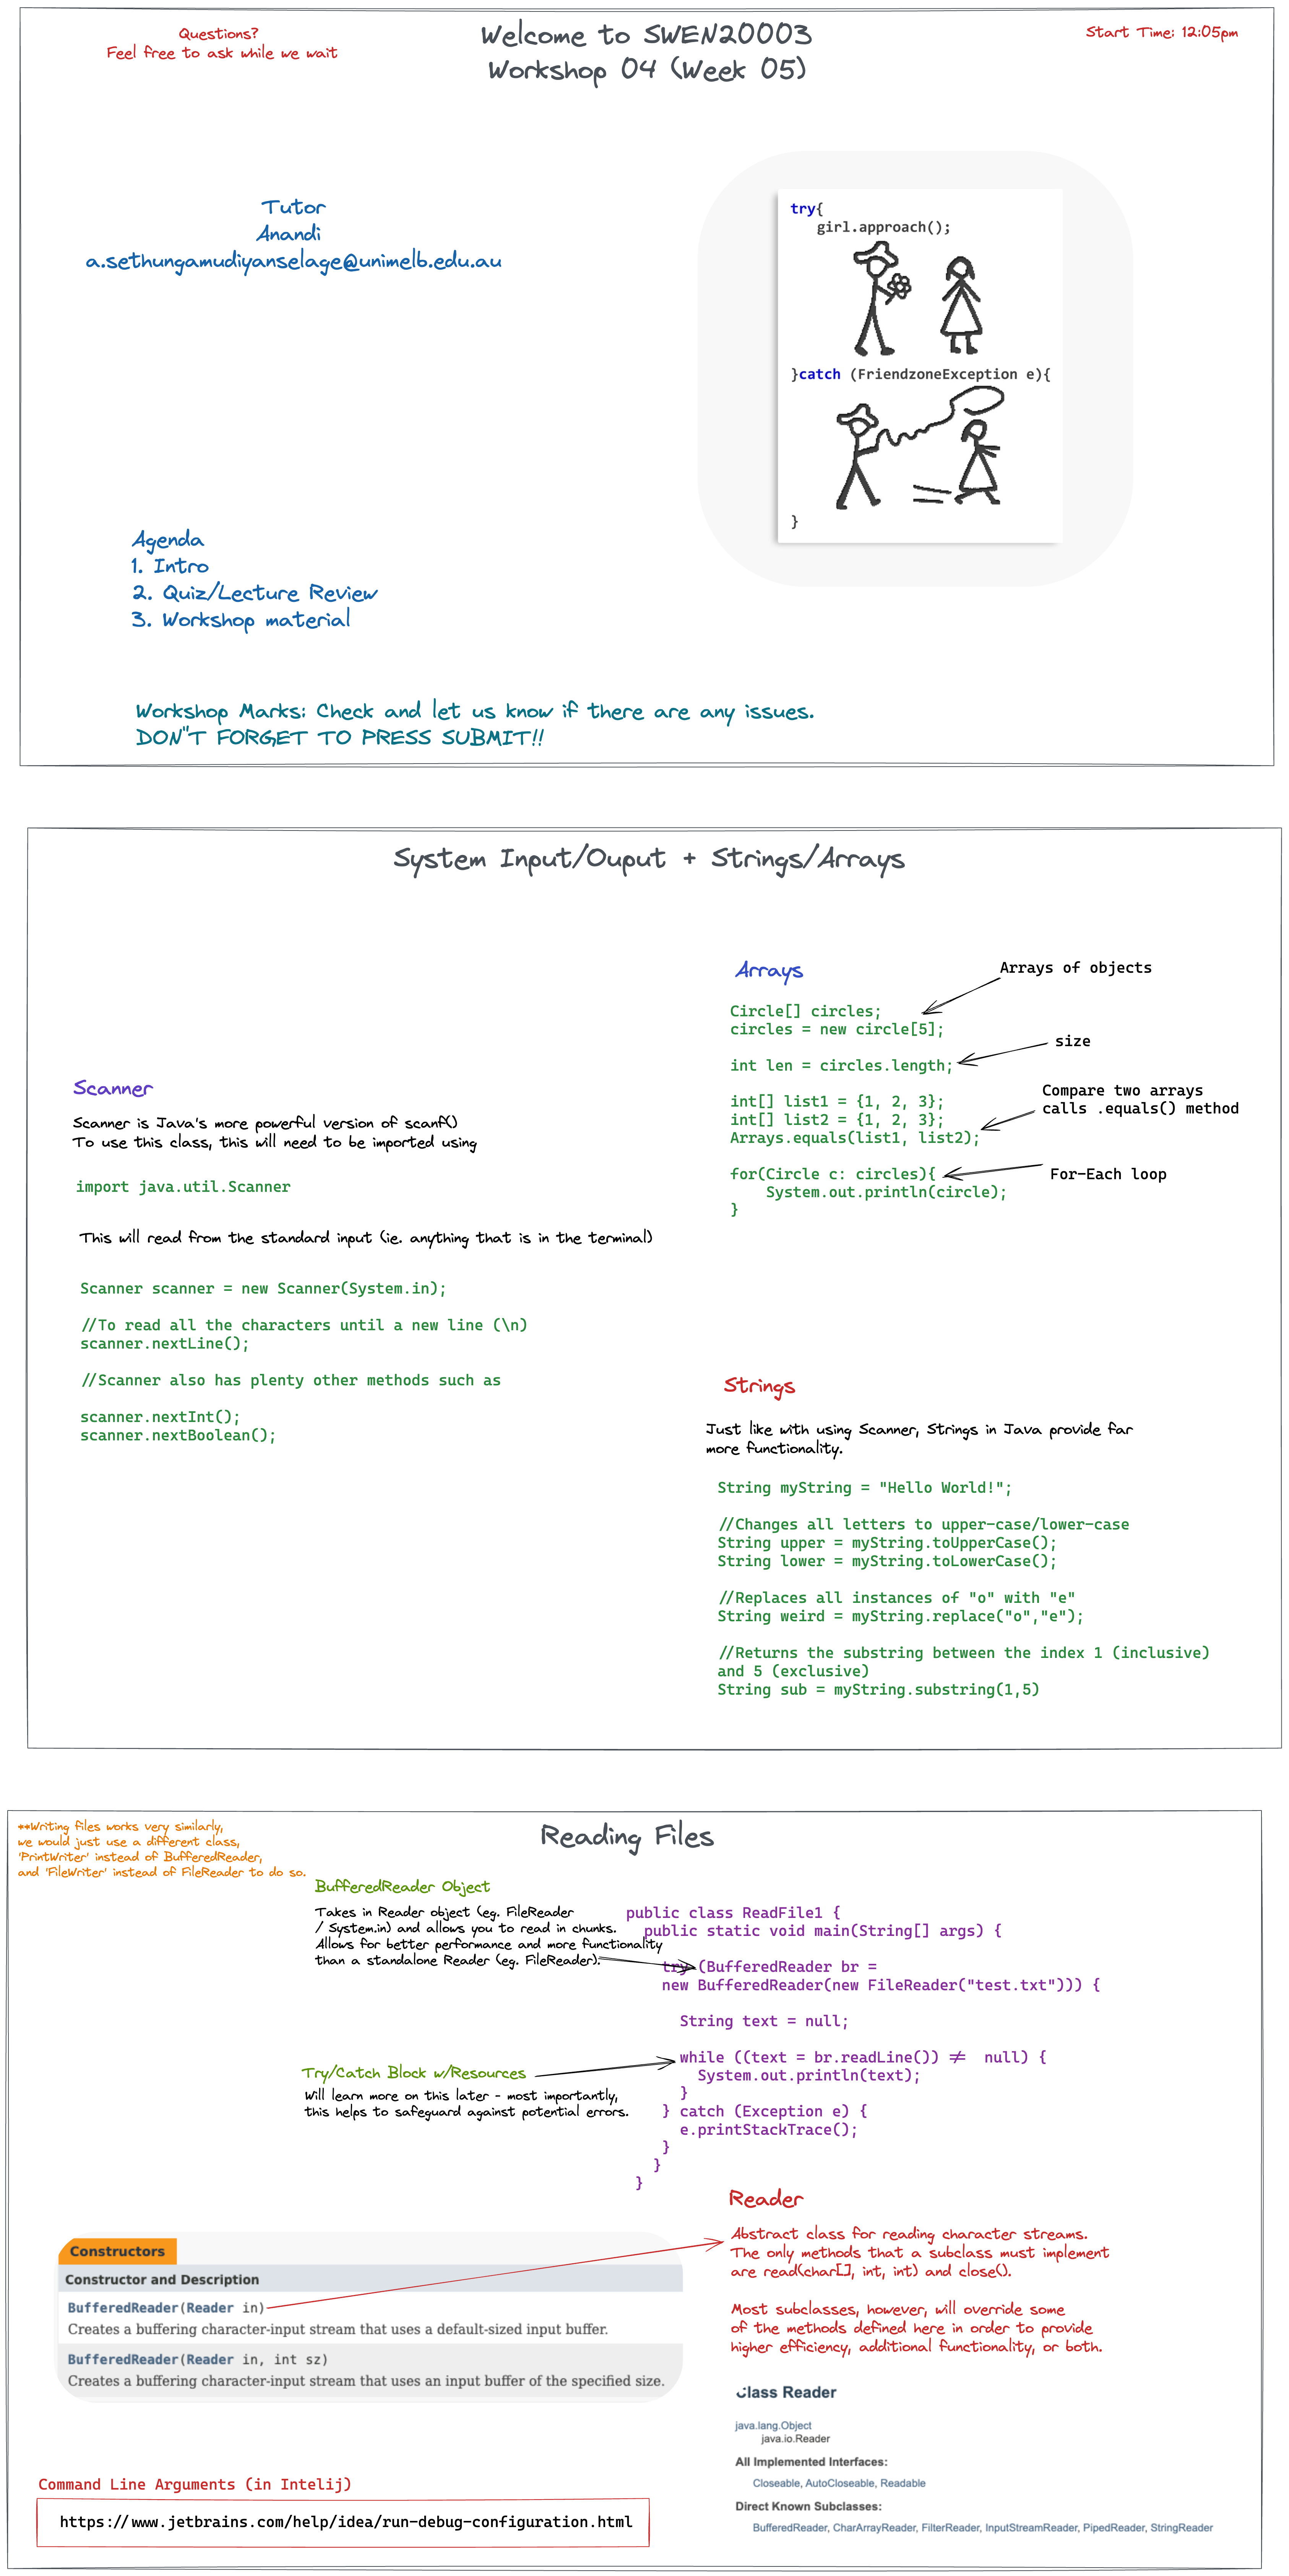 Questions?
Feel free to ask while we wait
Welcome to SWEN20003
Workshop 04 (Week 05)
Start Time: 12:05pm
Tutor
Anandi
a.sethungamudiyanselage@unimelb.edu.au
try{
girl.approach();
}catch (FriendzoneException e){
}
Agenda
1. Intro
2. Quiz/Lecture Review
3. Workshop material
Workshop Marks: Check and let us know if there are any issues.
DON"T FORGET TO PRESS SUBMIT!!
System Input/Ouput + Strings/Arrays
Scanner
Scanner is Java's more powerful version of scanf()
To use this class, this will need to be imported using
import java.util.Scanner
This will read from the standard input (ie. anything that is in the terminal)
Scanner scanner = new Scanner(System.in);
//To read all the characters until a new line (\n)
scanner.nextLine();
//Scanner also has plenty other methods such as
scanner.nextInt();
scanner.nextBoolean();
Arrays
Arrays of objects
Circle[] circles;
circles = new circle[5];
size
int len = circles.length;
Compare two arrays
calls .equals() method
int[] list1 = {1, 2, 3};
int[] list2 = {1, 2, 3};
Arrays.equals(list1, list2);
For-Each loop
for(Circle c: circles){
System.out.println(circle);
}
Strings
Just like with using Scanner, Strings in Java provide far
more functionality.
String myString = "Hello World!";
//Changes all letters to upper-case/lower-case
String upper = myString.toUpperCase();
String lower = myString.toLowerCase();
//Replaces all instances of "o" with "e"
String weird = myString.replace("o","e");
//Returns the substring between the index 1 (inclusive)
and 5 (exclusive)
String sub = myString.substring(1,5)
**Writing files works very similarly,
we would just use a different class,
'PrintWriter' instead of BufferedReader,
and 'FileWriter' instead of FileReader to do so.
Reading Files
BufferedReader Object
Takes in Reader object (eg. FileReader
/ System.in) and allows you to read in chunks.
Allows for better performance and more functionality
than a standalone Reader (eg. FileReader).
Try/Catch Block w/Resources
Will learn more on this later - most importantly,
this helps to safeguard against potential errors.
public class ReadFile1 {
public static void main(String[] args) {
try (BufferedReader br =
new BufferedReader(new FileReader("test.txt"))) {
String text = null;
while ((text = br.readLine()) != null) {
System.out.println(text);
}
} catch (Exception e) {
e.printStackTrace();
}
}
}
Constructors
Constructor and Description
BufferedReader(Reader in)
Creates a buffering character-input stream that uses a default-sized input buffer.
BufferedReader(Reader in, int sz)
Creates a buffering character-input stream that uses an input buffer of the specified size.
Reader
Abstract class for reading character streams.
The only methods that a subclass must implement
are read(char[], int, int) and close().
Most subclasses, however, will override some
of the methods defined here in order to provide
higher efficiency, additional functionality, or both.
Class Reader
java.lang.Object
java.io.Reader
All Implemented Interfaces:
Closeable, AutoCloseable, Readable
Direct Known Subclasses:
BufferedReader, CharArrayReader, FilterReader, InputStreamReader, PipedReader, StringReader
Command Line Arguments (in Intelij)
https://www.jetbrains.com/help/idea/run-debug-configuration.html